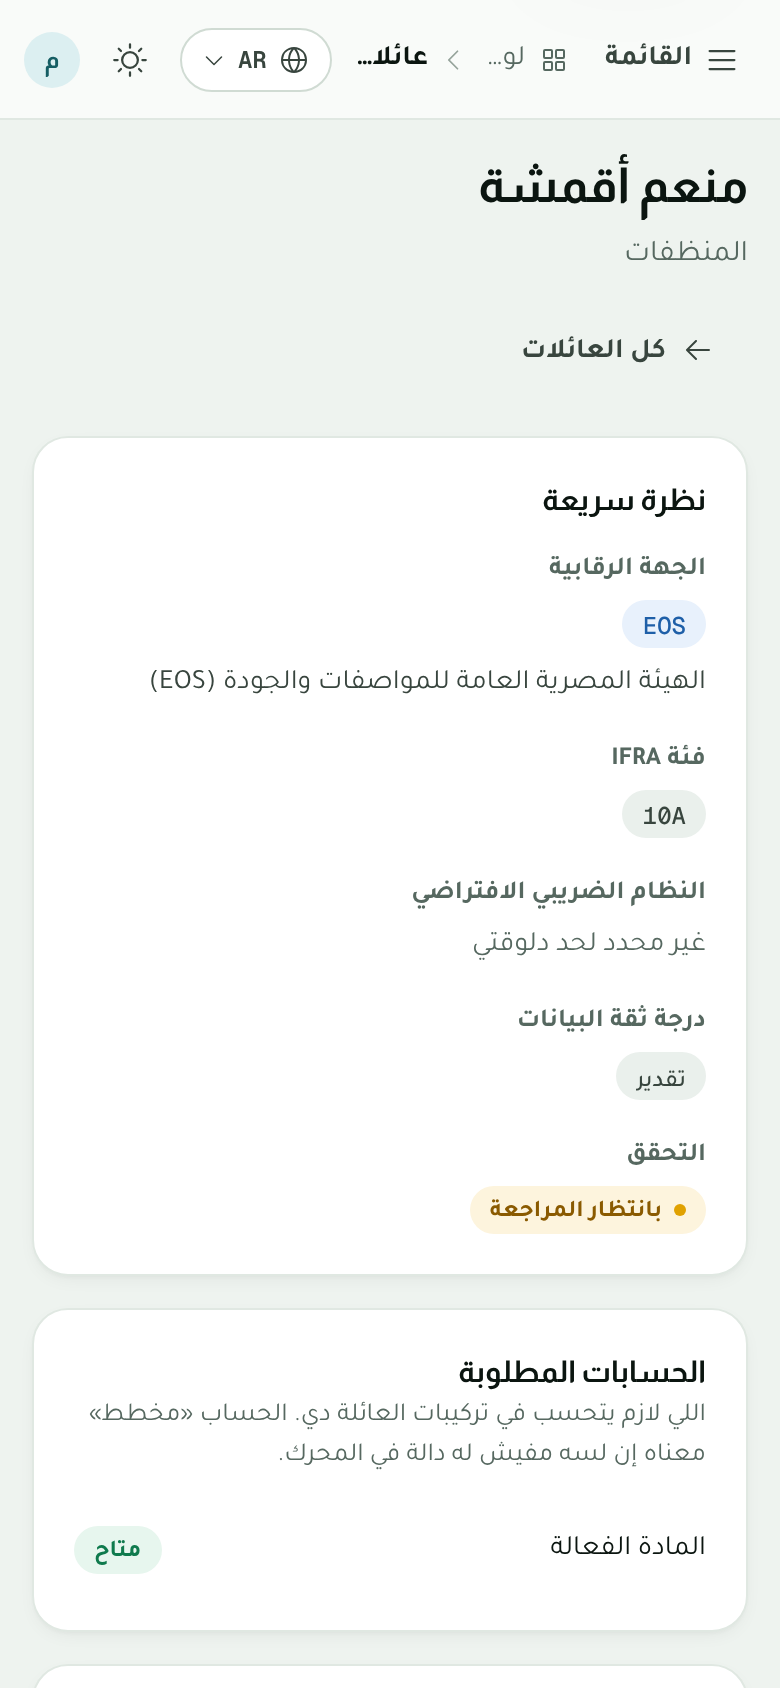 القائمة
لو...
عائلا...
AR
م
منعم أقمشة
المنظفات
كل العائلات
نظرة سريعة
الجهة الرقابية
EOS
الهيئة المصرية العامة للمواصفات والجودة (EOS)
فئة IFRA
10A
النظام الضريبي الافتراضي
غير محدد لحد دلوقتي
درجة ثقة البيانات
تقدير
التحقق
بانتظار المراجعة
الحسابات المطلوبة
اللي لازم يتحسب في تركيبات العائلة دي. الحساب «مخطط»
معناه إن لسه مفيش له دالة في المحرك.
المادة الفعالة
متاح